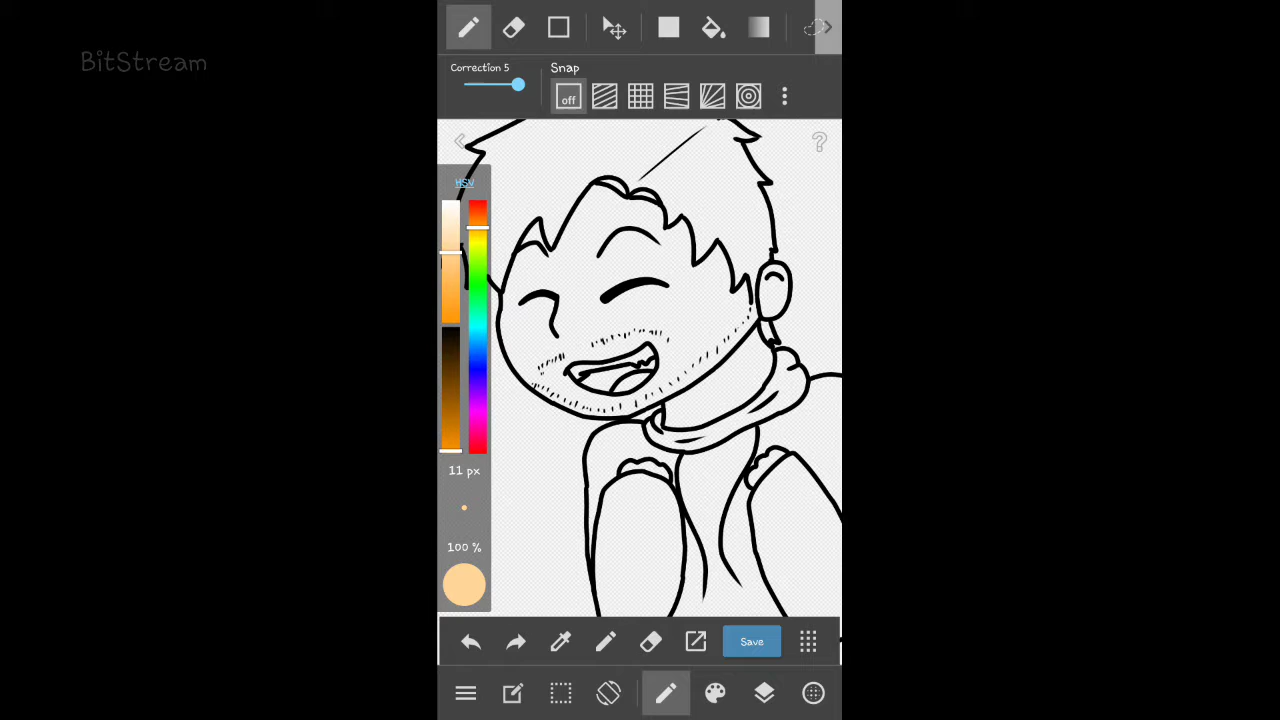 BitStream
Correction 5
Snap
off
HSV
11 px
100 %
Save